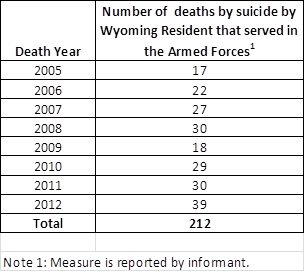 Death Year
Number of deaths by suicide by
Wyoming Resident that served in
the Armed Forces1
2005 17
2006 22
2007 27
2008 30
2009 18
2010 29
2011 30
2012 39
Total 212
Note 1: Measure is reported by informant.